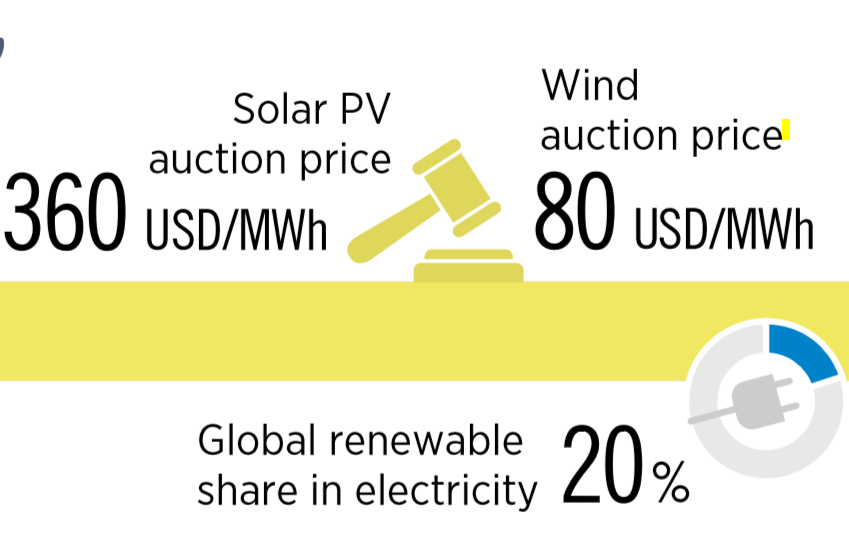 Solar PV
auction price
360 USD/MWh
Wind
auction price
80 USD/MWh
Global renewable
share in electricity
20 %